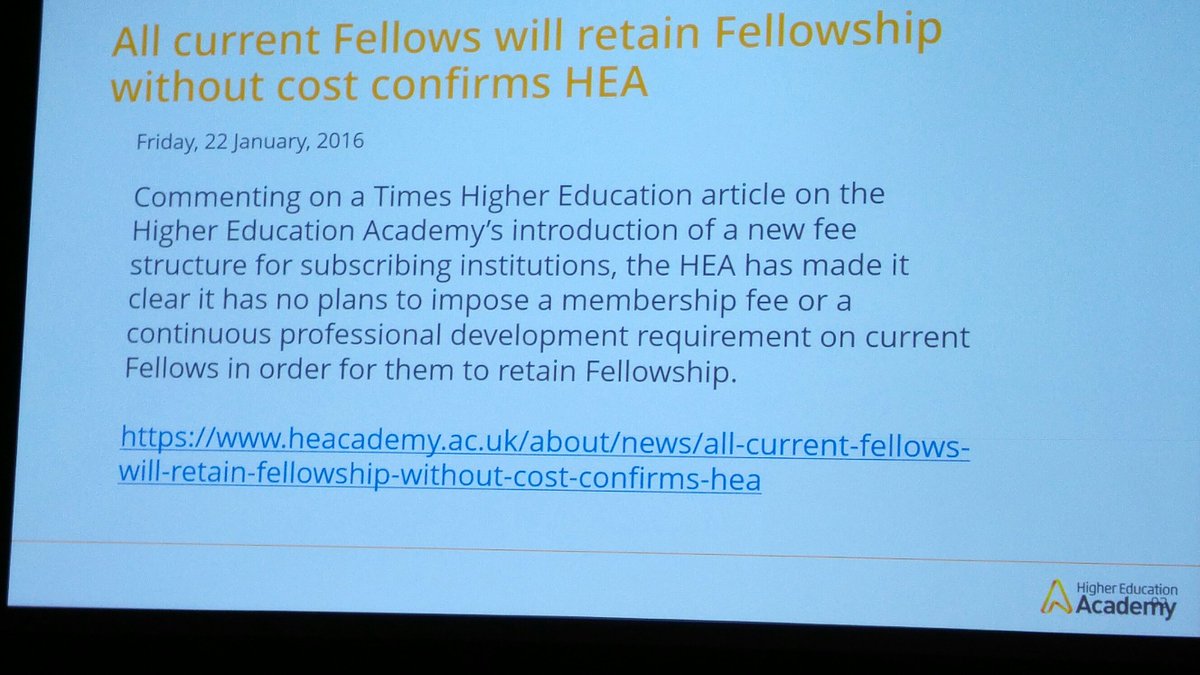 All current Fellows will retain Fellowship
without cost confirms HEA
Friday, 22 January, 2016
Commenting on a Times Higher Education article on the
Higher Education Academy's introduction of a new fee
structure for subscribing institutions, the HEA has made it
clear it has no plans to impose a membership fee or a
continuous professional development requirement on current
Fellows in order for them to retain Fellowship.
https://www.heacademy.ac.uk/about/news/all-current-fellows-
will-retain-fellowship-without-cost-confirms-hea
Higher Education
Academy